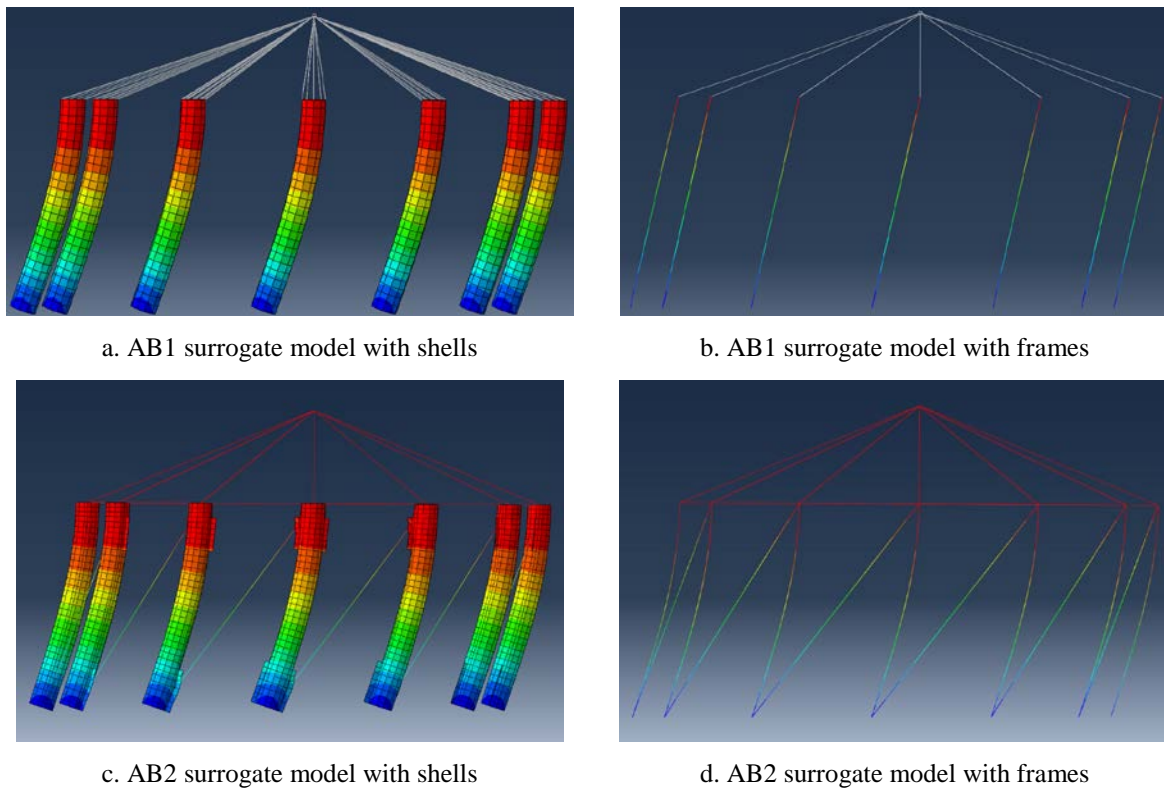 a. AB1 surrogate model with shells
b. AB1 surrogate model with frames
c. AB2 surrogate model with shells
d. AB2 surrogate model with frames